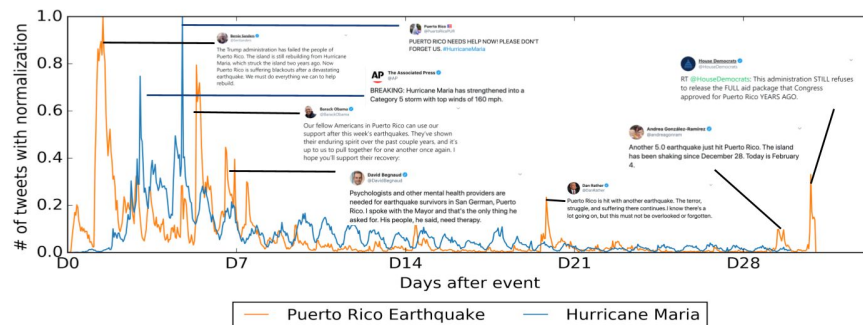 # of tweets with normalization
1.0
0.8
0.6
0.4
0.2
0.0
D0
D7
D14
D21
D28
Days after event
Puerto Rico Earthquake
Hurricane Maria
Bernie Sanders
The Trump administration has failed the people of
Puerto Rico. The island is still rebuilding from Hurricane
Maria, which struck the island two years ago. Now
Puerto Rico is suffering blackouts after a devastating
earthquake. We must do everything we can to help
rebuild.
Puerto Rico
PUERTO RICO NEEDS HELP NOW! PLEASE DON'T
FORGET US. #HurricaneMaria
AP
The Associated Press
@AP
BREAKING: Hurricane Maria has strengthened into a
Category 5 storm with top winds of 160 mph.
Barack Obama
@BarackObama
Our fellow Americans in Puerto Rico can use our
support after this week's earthquakes. They've shown
their enduring spirit over the past couple years, and it's
up to us to pull together for one another once again. I
hope you'll support their recovery:
David Begnaud
@DavidBegnaud
Psychologists and other mental health providers are
needed for earthquake survivors in San German, Puerto
Rico. I spoke with the Mayor and that's the only thing he
asked for. His people, he said, need therapy.
Dan Rather
@DanRather
Puerto Rico is hit with another earthquake. The terror,
struggle, and suffering there continues. I know there's a
lot going on, but this must not be overlooked or forgotten.
Andrea González-Ramírez
Another 5.0 earthquake just hit Puerto Rico. The island
has been shaking since December 28. Today is February
4.
House Democrats
@HouseDemocrats
RT @HouseDemocrats: This administration STILL refuses
to release the FULL aid package that Congress
approved for Puerto Rico YEARS AGO.